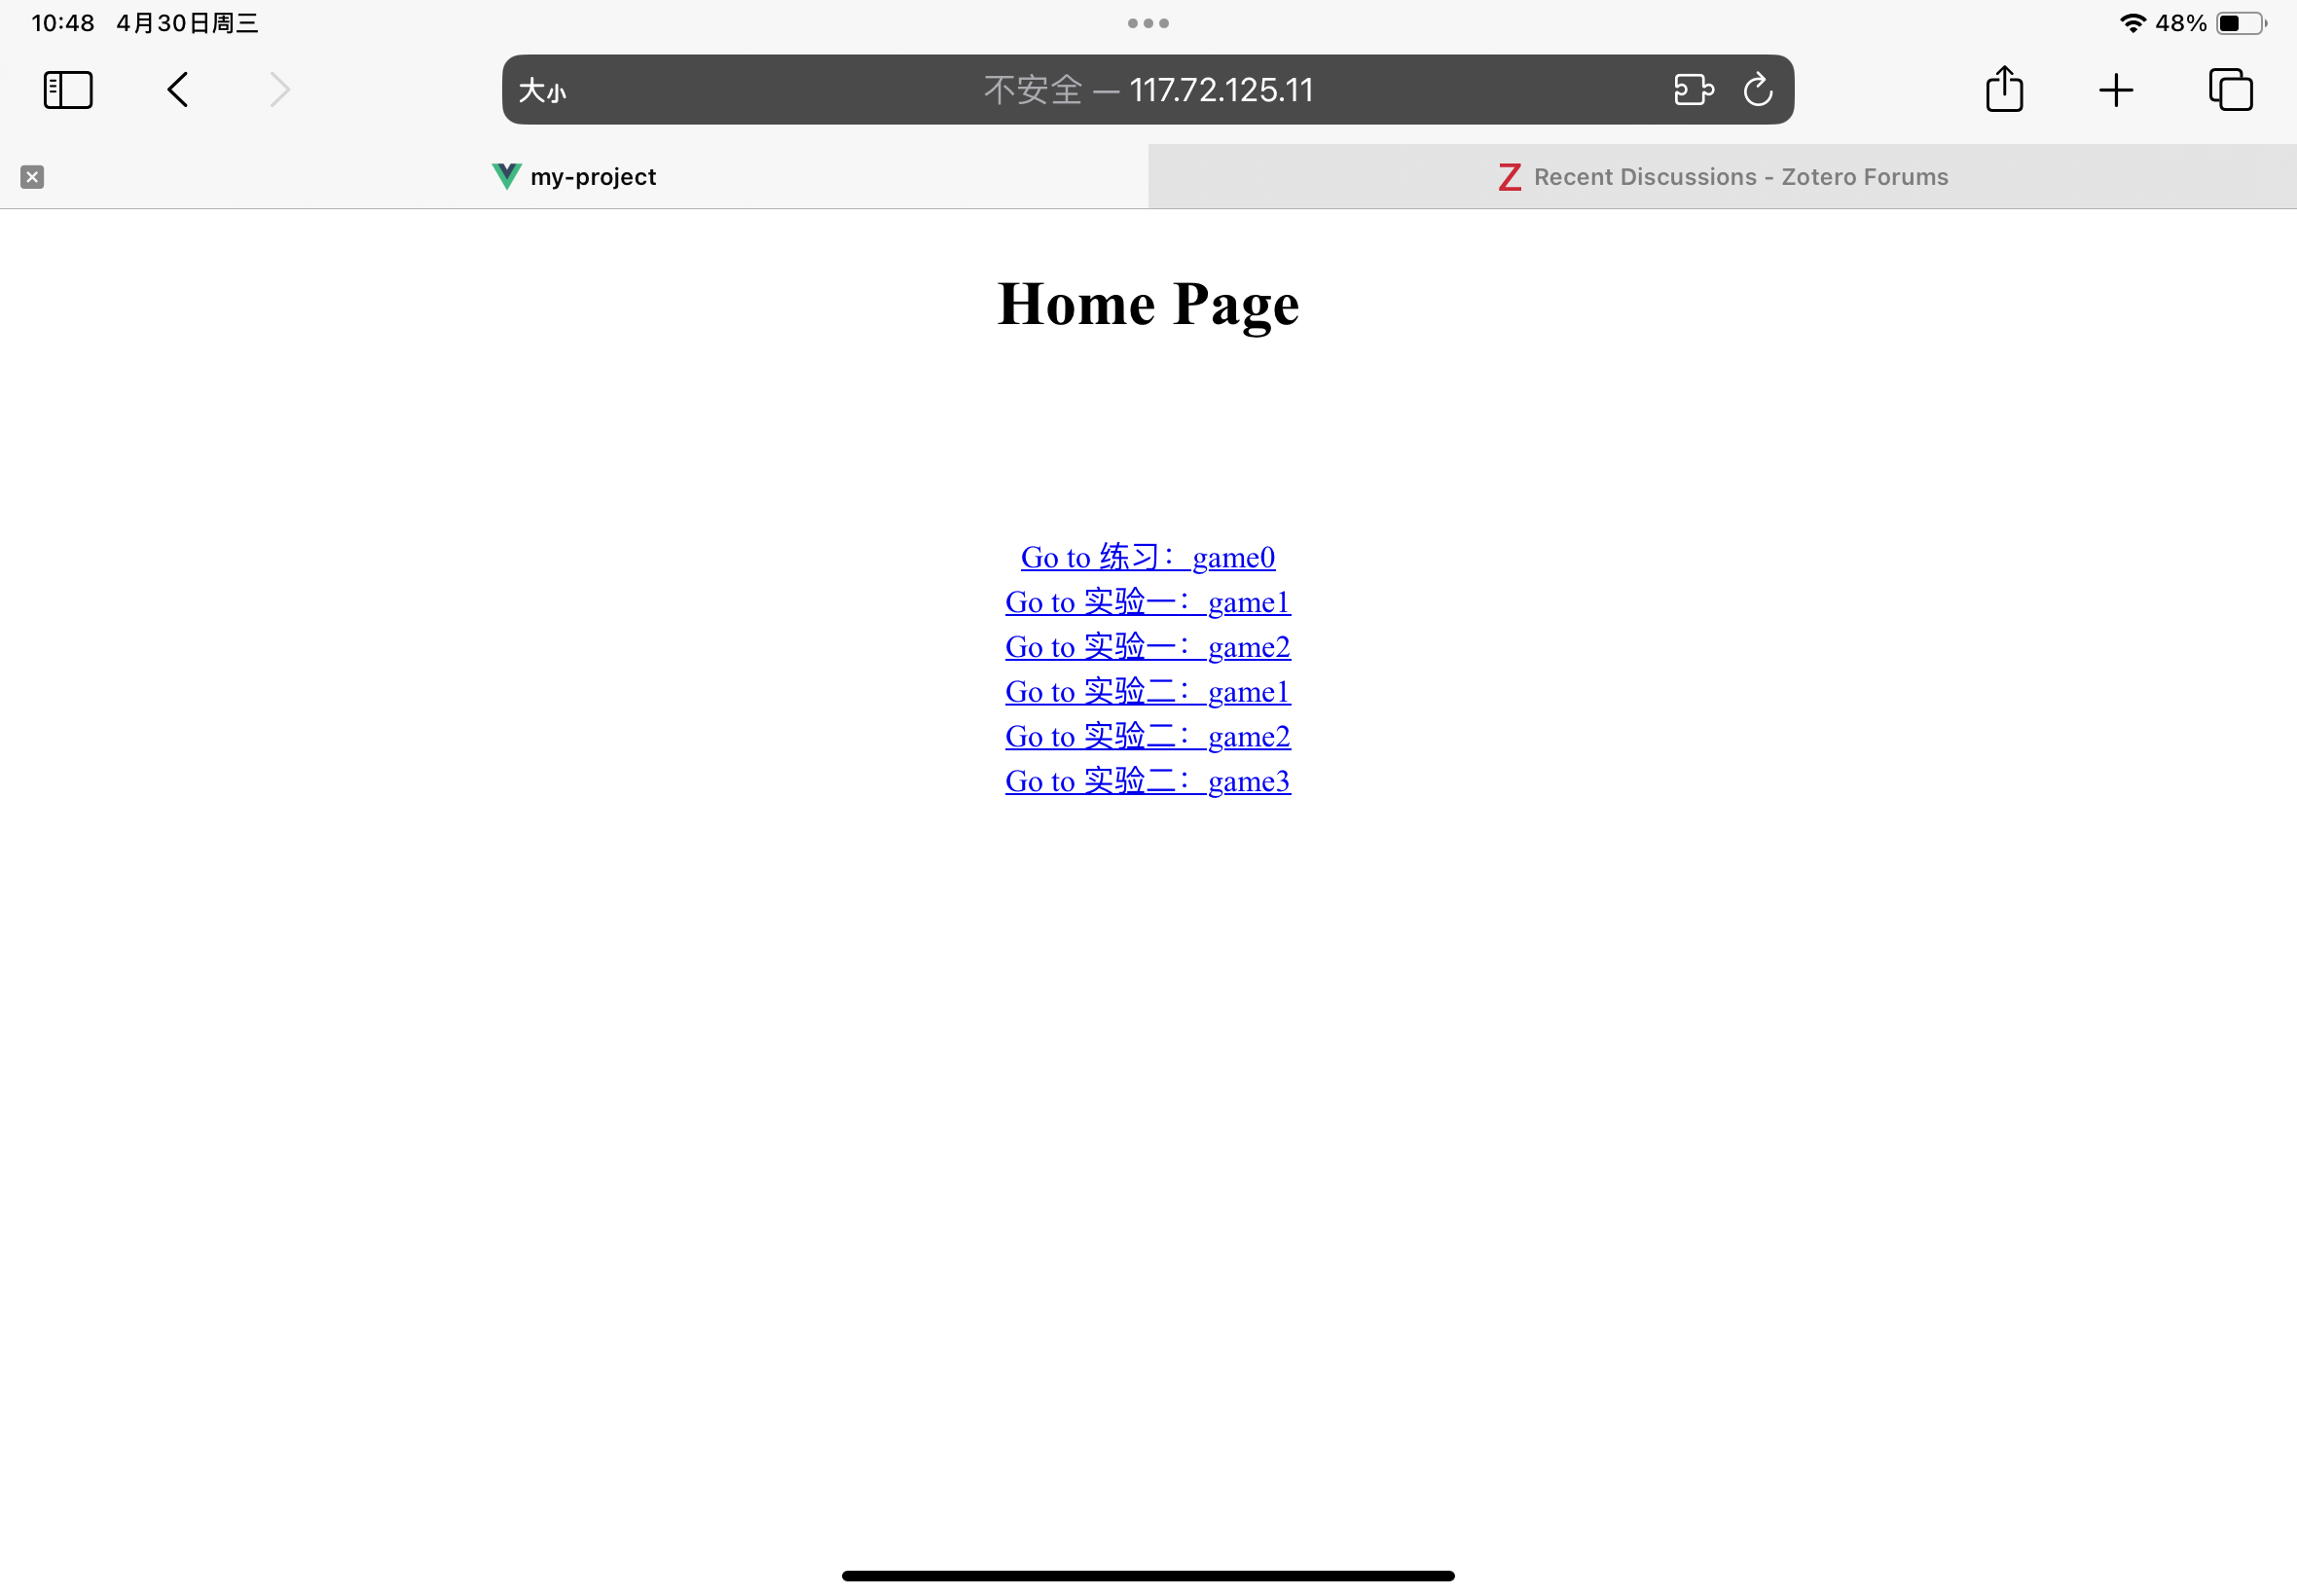 10:48 4月30日周三
48%
大小
不安全 — 117.72.125.11
my-project
Recent Discussions - Zotero Forums
Home Page
Go to 练习：game0
Go to 实验一：game1
Go to 实验一：game2
Go to 实验二：game1
Go to 实验二：game2
Go to 实验二：game3